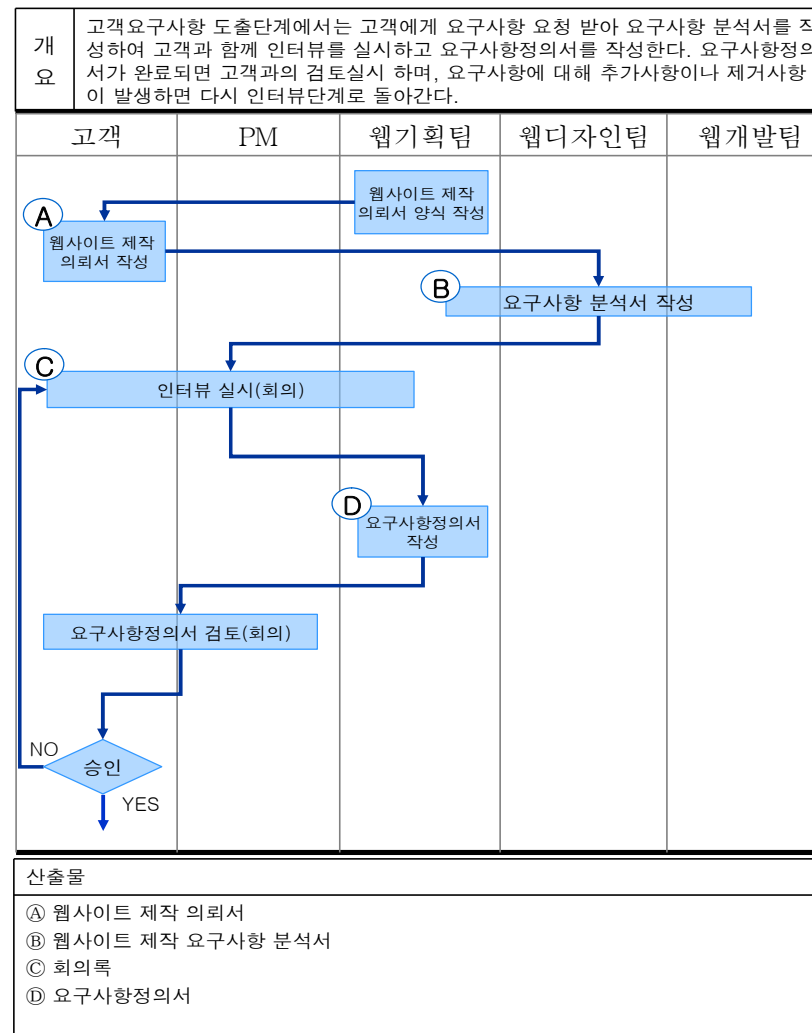 개
요
고객요구사항 도출단계에서는 고객에게 요구사항 요청 받아 요구사항 분석서를 작
성하여 고객과 함께 인터뷰를 실시하고 요구사항정의서를 작성한다. 요구사항정의
서가 완료되면 고객과의 검토실시 하며, 요구사항에 대해 추가사항이나 제거사항
이 발생하면 다시 인터뷰단계로 돌아간다.
고객 PM 웹기획팀 웹디자인팀 웹개발팀
웹사이트 제작
의뢰서 양식 작성
A
웹사이트 제작
의뢰서 작성
B
요구사항 분석서 작성
C
인터뷰 실시(회의)
D
요구사항정의서
작성
요구사항정의서 검토(회의)
NO
승인
YES
산출물
Ⓐ 웹사이트 제작 의뢰서
Ⓑ 웹사이트 제작 요구사항 분석서
Ⓒ 회의록
Ⓓ 요구사항정의서